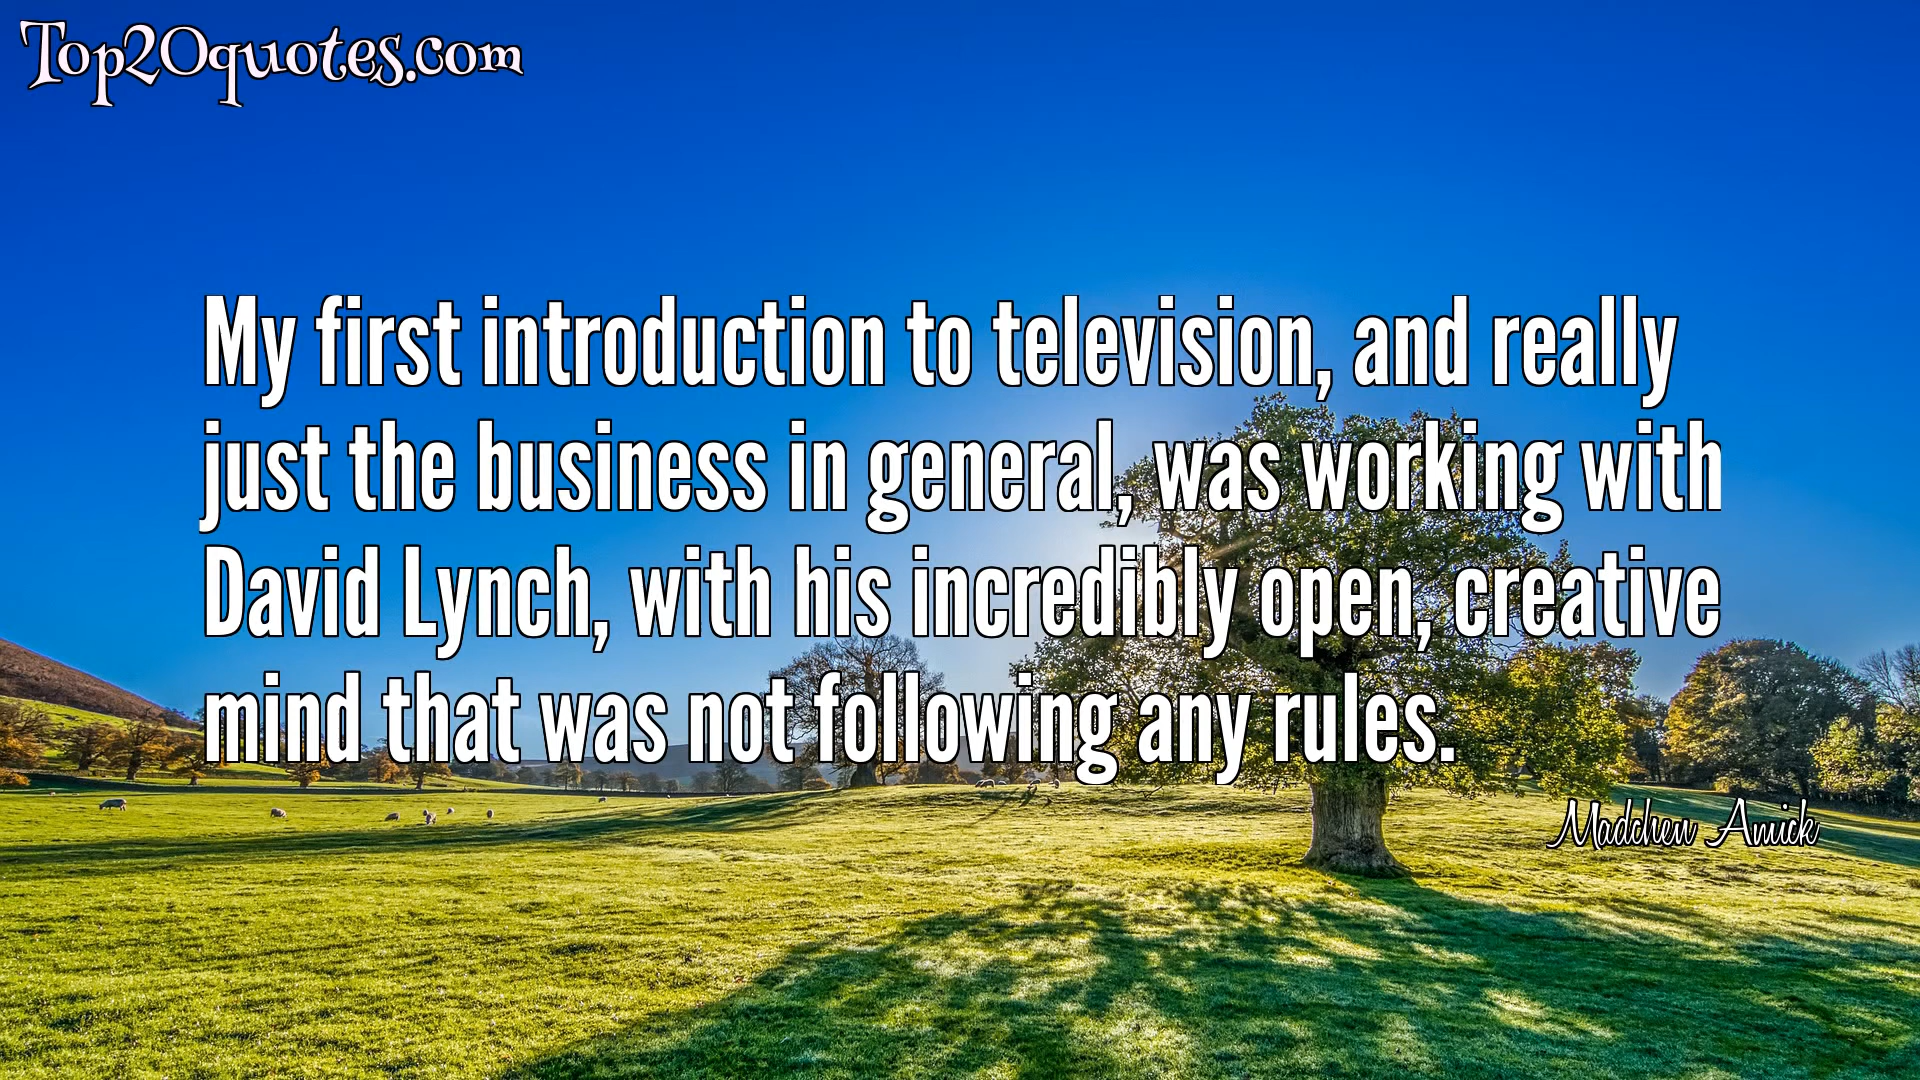 Top20quotes.com
My first introduction to television, and really
just the business in general, was working with
David Lynch, with his incredibly open, creative
mind that was not following any rules.
Madchen Amick